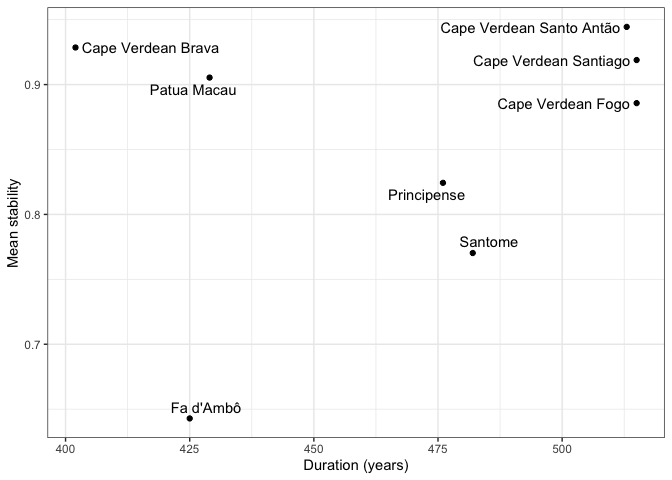 Cape Verdean Santo Antão
Cape Verdean Brava
Cape Verdean Santiago
0.9
Patua Macau
Cape Verdean Fogo
Principense
0.8
Santome
Mean stability
0.7
Fa d'Ambô
400
425
450
475
500
Duration (years)